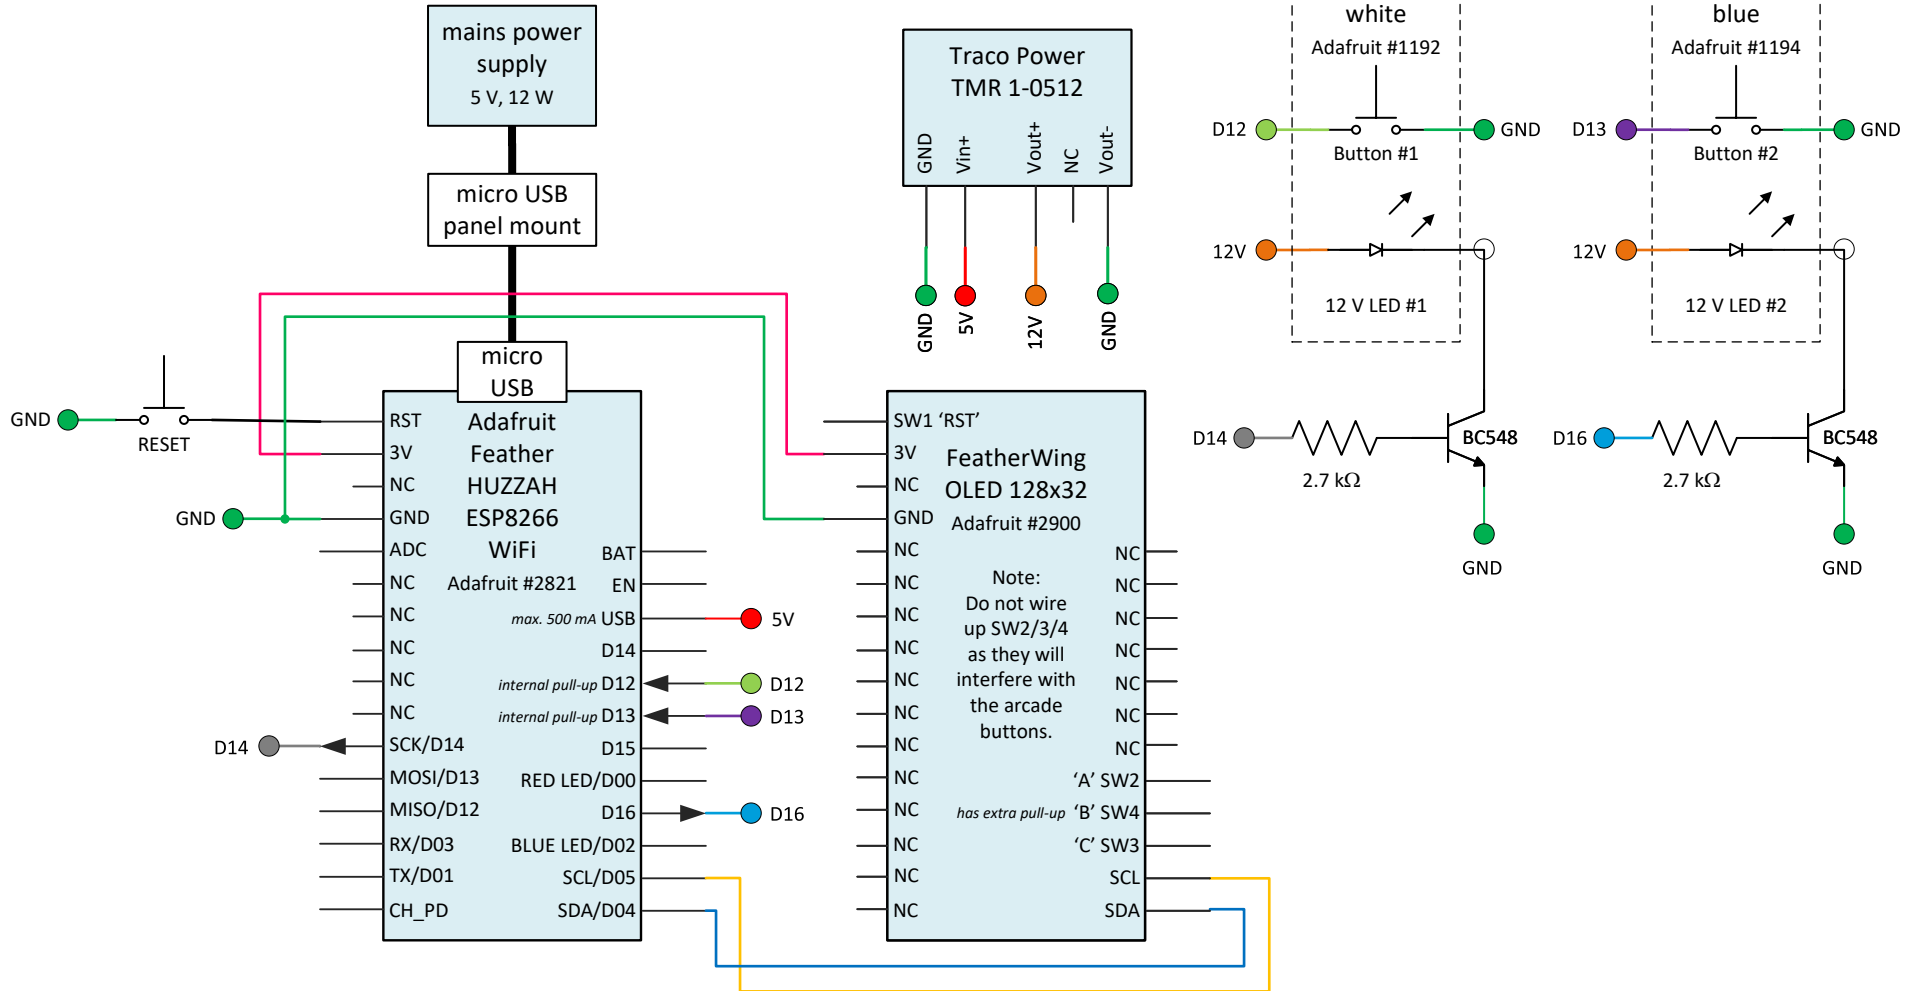 mains power
supply
5 V, 12 W
micro USB
panel mount
micro
USB
Traco Power
TMR 1-0512
GND
Vin+
Vout+
NC
Vout-
GND
5V
12V
GND
white
Adafruit #1192
D12
GND
Button #1
12V
12 V LED #1
D14
2.7 kΩ
BC548
GND
blue
Adafruit #1194
D13
GND
Button #2
12V
12 V LED #2
D16
2.7 kΩ
BC548
GND
GND
RESET
GND
D14
RST
3V
NC
GND
ADC
NC
NC
NC
NC
NC
SCK/D14
MOSI/D13
MISO/D12
RX/D03
TX/D01
CH_PD
Adafruit
Feather
HUZZAH
ESP8266
WiFi
Adafruit #2821
BAT
EN
max. 500 mA USB
D14
internal pull-up D12
internal pull-up D13
D15
RED LED/D00
D16
BLUE LED/D02
SCL/D05
SDA/D04
5V
D12
D13
D16
SW1 ‘RST’
3V
NC
GND
NC
NC
NC
NC
NC
NC
NC
NC
NC
NC
NC
NC
FeatherWing
OLED 128x32
Adafruit #2900
Note:
Do not wire
up SW2/3/4
as they will
interfere with
the arcade
buttons.
NC
NC
NC
NC
NC
NC
NC
‘A’ SW2
has extra pull-up ‘B’ SW4
‘C’ SW3
SCL
SDA